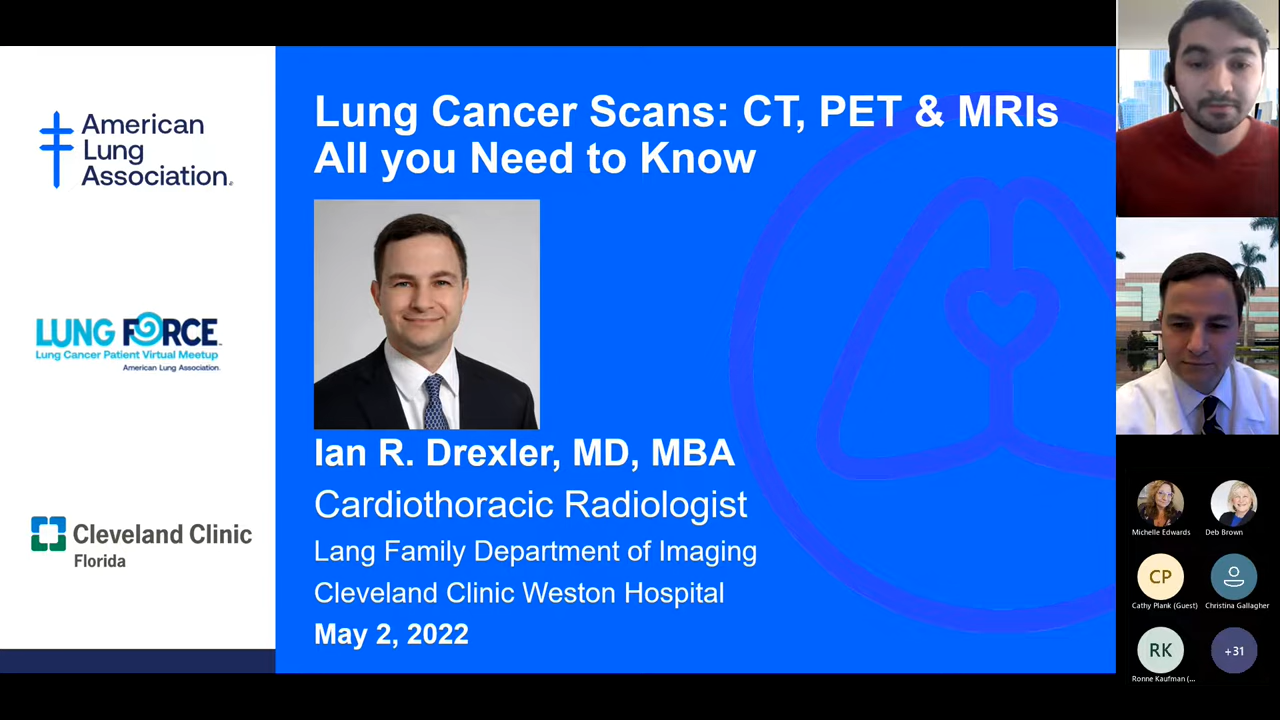 American
Lung
Association.
LUNG FORCE
Lung Cancer Patient Virtual Meetup
American Lung Association.
Cleveland Clinic
Florida
Lung Cancer Scans: CT, PET & MRIs
All you Need to Know
Ian R. Drexler, MD, MBA
Cardiothoracic Radiologist
Lang Family Department of Imaging
Cleveland Clinic Weston Hospital
May 2, 2022
Michelle Edwards
Deb Brown
CP
Cathy Plank (Guest)
Christina Gallagher
RK
+31
Ronne Kaufman (...